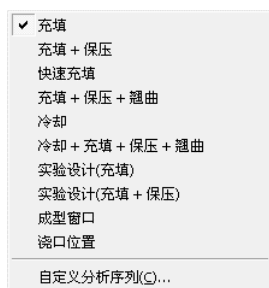 充填
充填 + 保压
快速充填
充填 + 保压 + 翘曲
冷却
冷却 + 充填 + 保压 + 翘曲
实验设计(充填)
实验设计(充填 + 保压)
成型窗口
浇口位置
自定义分析序列(C)...